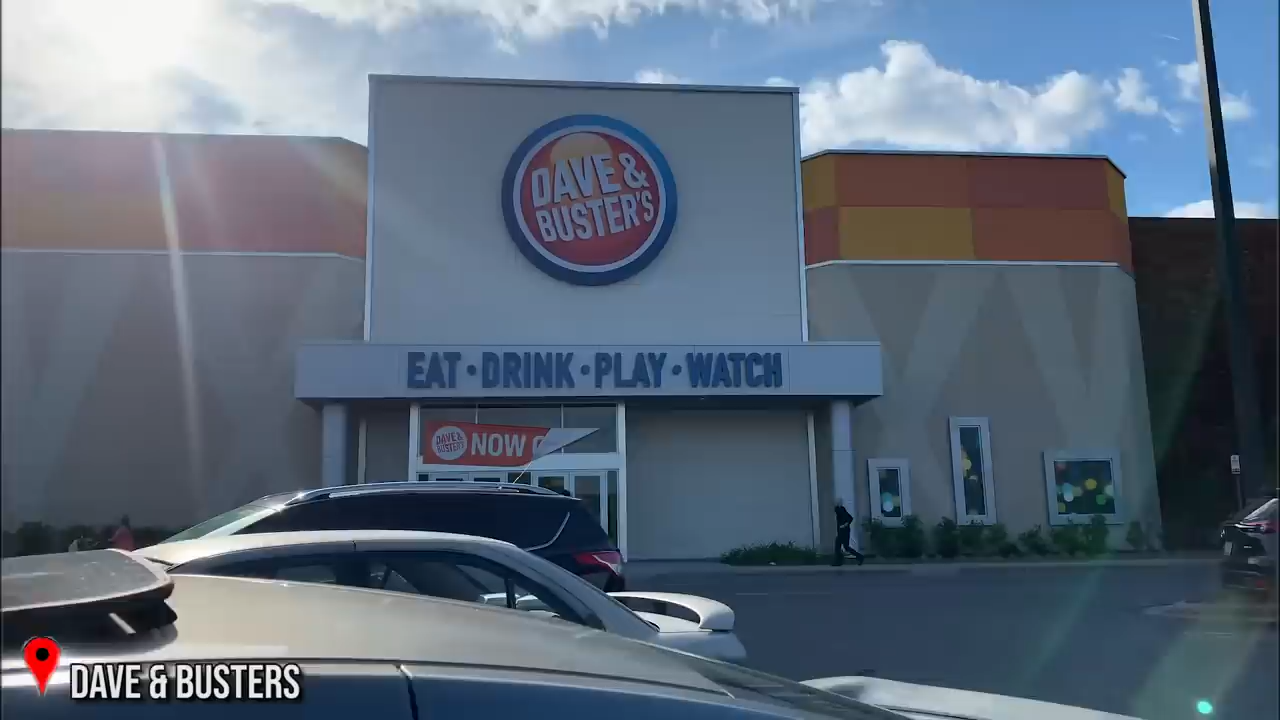 DAVE &
BUSTER'S
EAT • DRINK • PLAY • WATCH
DAVE &
BUSTER'S
NOW
DAVE & BUSTERS